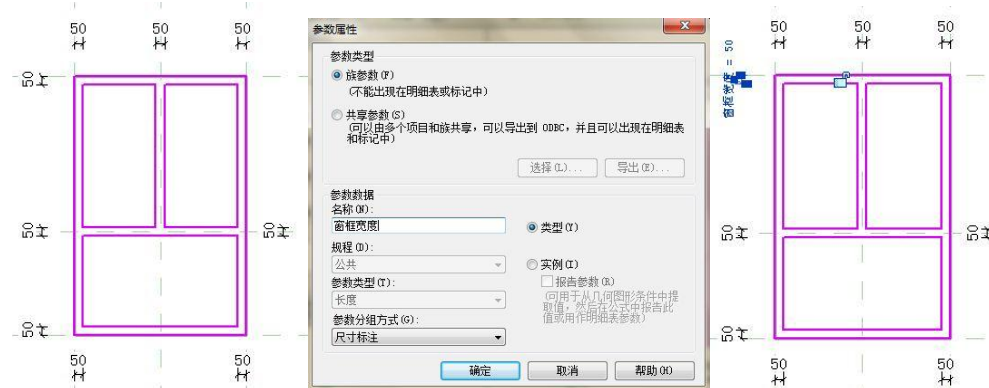 50
50
50
50
50
50
50
50
参数属性
参数类型
族参数(F)
(不能出现在明细表或标记中)
共享参数(S)
(可以由多个项目和族共享，可以导出到 ODBC，并且可以出现在明细表
和标记中)
选择(L)...
导出(E)...
参数数据
名称(N):
窗框宽度
类型(Y)
规程(D):
公共
实例(I)
报告参数(R)
(可用于从几何图形条件中提
取值，然后在公式中报告此
值或用作明细表参数)
参数类型(T):
长度
参数分组方式(G):
尺寸标注
确定
取消
帮助(H)
50
50
50
窗框宽度 = 50
50
50
50
50
50